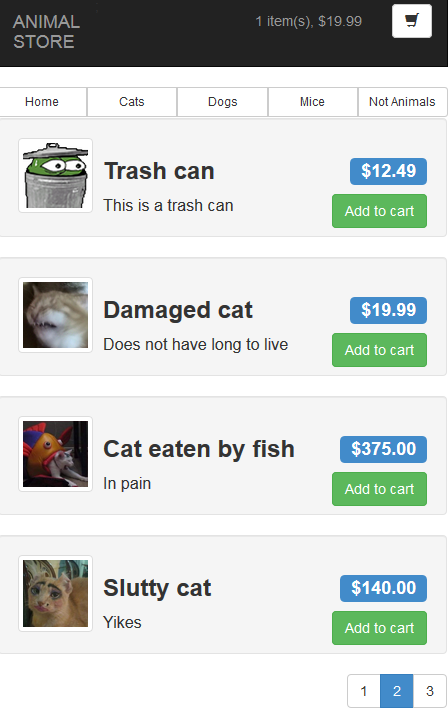 ANIMAL
STORE
1 item(s), $19.99
Home Cats Dogs Mice Not Animals
Trash can
$12.49
This is a trash can
Add to cart
Damaged cat
$19.99
Does not have long to live
Add to cart
Cat eaten by fish
$375.00
In pain
Add to cart
Slutty cat
$140.00
Yikes
Add to cart
1 2 3